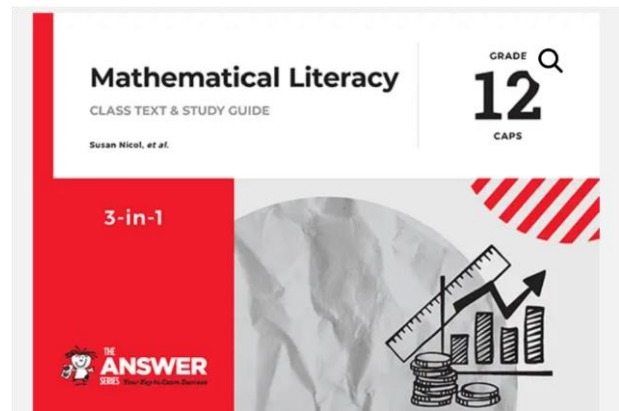 Mathematical Literacy
CLASS TEXT & STUDY GUIDE
Susan Nicol, et al.
GRADE
12
CAPS
3-in-1
THE
ANSWER
SERIES Your Key to Exam Success